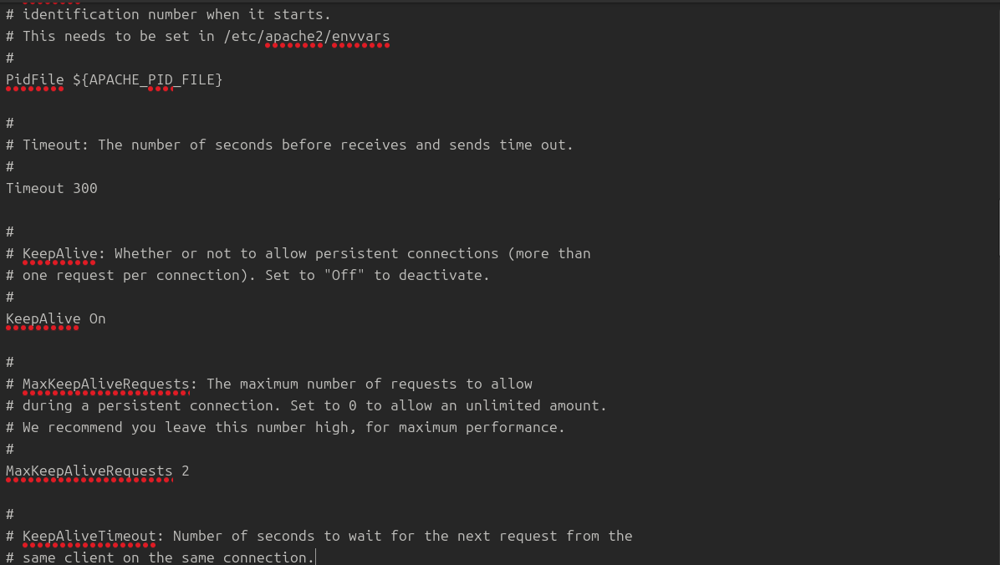 # identification number when it starts.
# This needs to be set in /etc/apache2/envvars
#
PidFile ${APACHE_PID_FILE}
#
# Timeout: The number of seconds before receives and sends time out.
#
Timeout 300
#
# KeepAlive: Whether or not to allow persistent connections (more than
# one request per connection). Set to "Off" to deactivate.
#
KeepAlive On
#
# MaxKeepAliveRequests: The maximum number of requests to allow
# during a persistent connection. Set to 0 to allow an unlimited amount.
# We recommend you leave this number high, for maximum performance.
#
MaxKeepAliveRequests 2
#
# KeepAliveTimeout: Number of seconds to wait for the next request from the
# same client on the same connection.